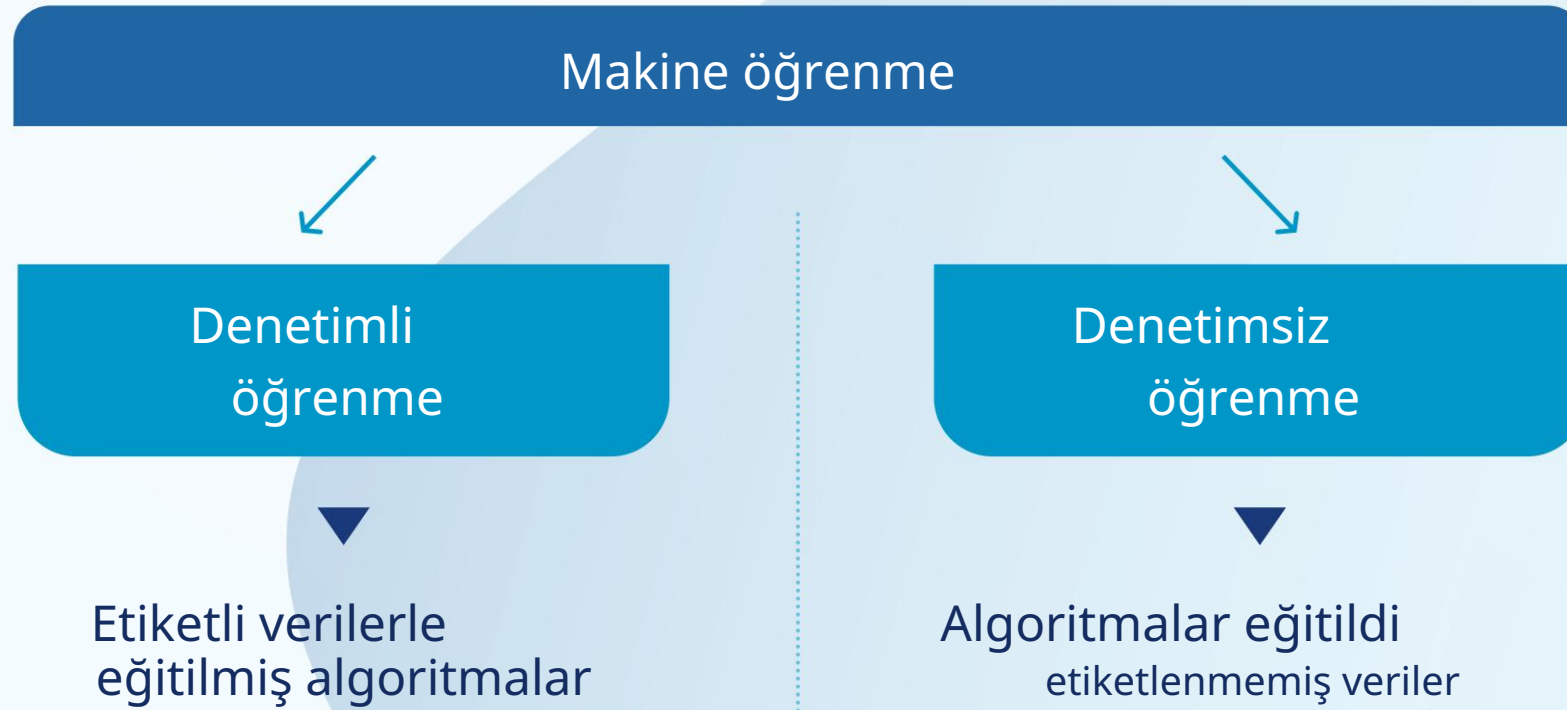 Makine öğrenme
Denetimli
öğrenme
Etiketli verilerle
eğitilmiş algoritmalar
Denetimsiz
öğrenme
Algoritmalar eğitildi
etiketlenmemiş veriler